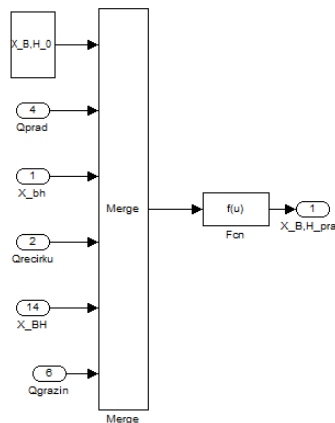 X_B,H_0
4
Qprad
1
X_bh
Merge
f(u)
1
Fcn
X_B,H_pra
2
Qrecirku
14
X_BH
6
Qgrazin
Merge